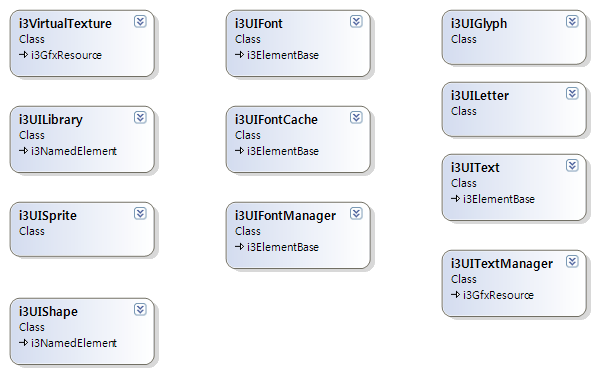 i3VirtualTexture
Class
i3GfxResource
i3UILibrary
Class
i3NamedElement
i3UISprite
Class
i3UIShape
Class
i3NamedElement
i3UIFont
Class
i3ElementBase
i3UIFontCache
Class
i3ElementBase
i3UIFontManager
Class
i3ElementBase
i3UIGlyph
Class
i3UILetter
Class
i3UIText
Class
i3ElementBase
i3UITextManager
Class
i3GfxResource